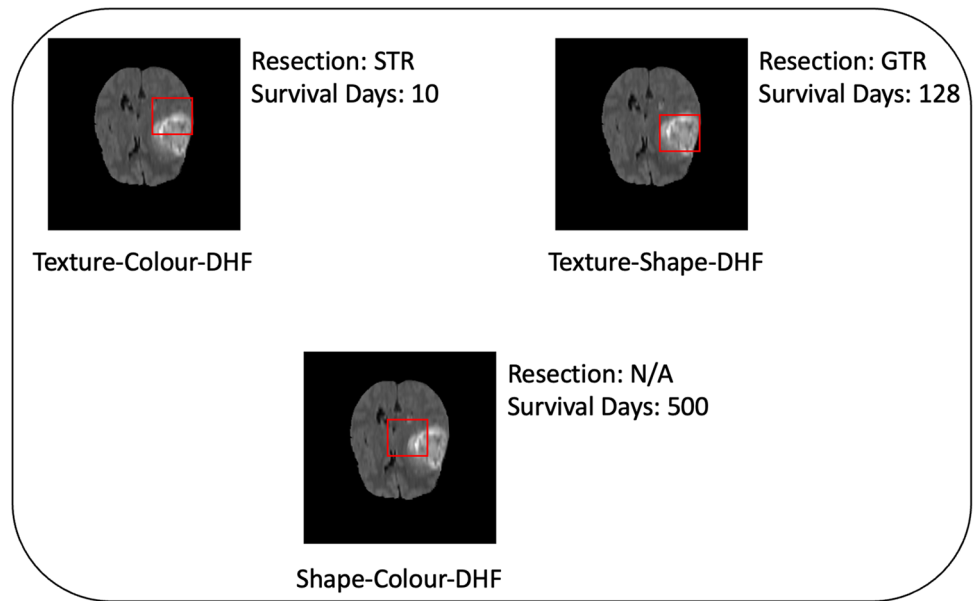 Resection: STR
Survival Days: 10
Texture-Colour-DHF
Resection: GTR
Survival Days: 128
Texture-Shape-DHF
Resection: N/A
Survival Days: 500
Shape-Colour-DHF